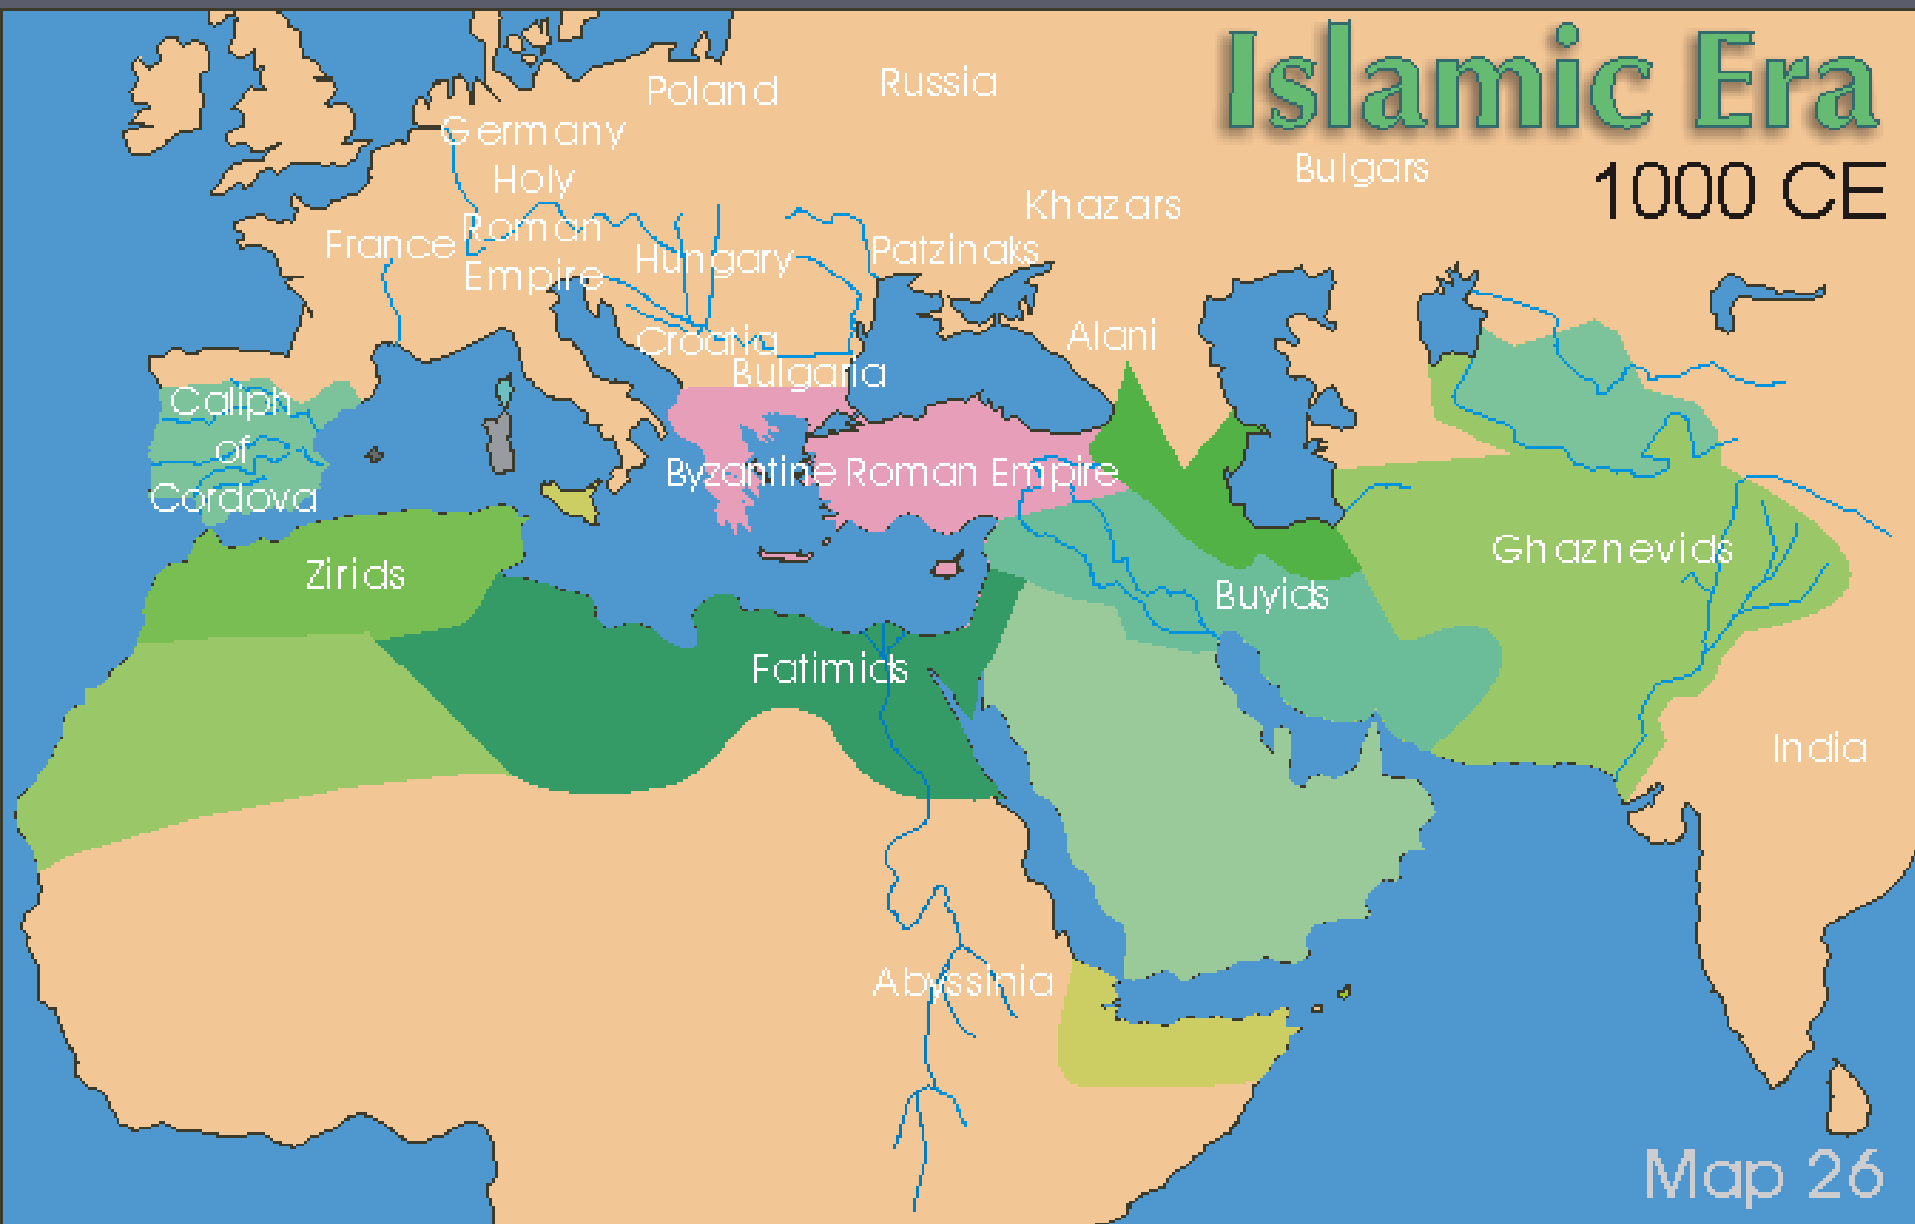 Islamic Era
1000 CE
Poland
Russia
Germany
Bulgars
Holy
Roman
Empire
Khazars
France
Hungary
Patzinaks
Croatia
Alani
Bulgaria
Caliph
of
Cordova
Byzantine Roman Empire
Zirids
Ghaznevids
Buyids
Fatimids
India
Abyssinia
Map 26